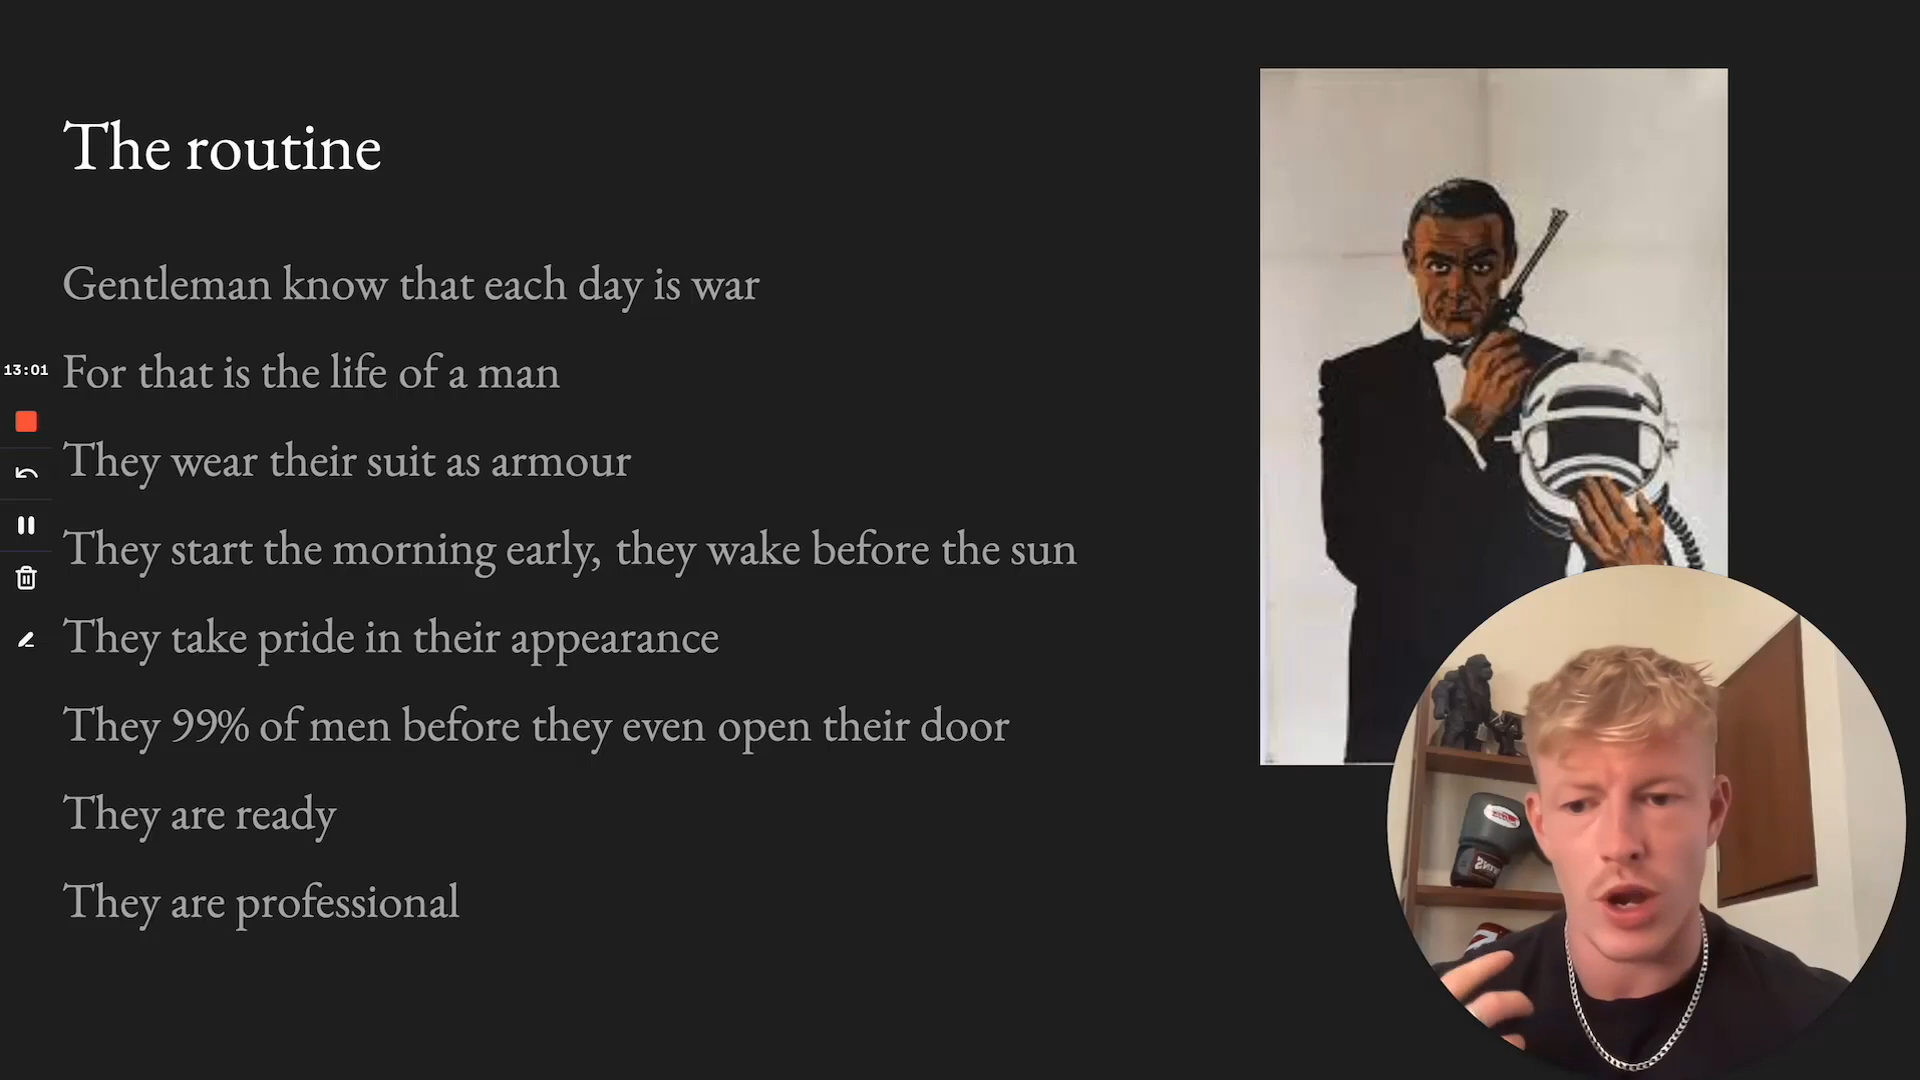 The routine
Gentleman know that each day is war
13:01
For that is the life of a man
They wear their suit as armour
They start the morning early, they wake before the sun
They take pride in their appearance
They 99% of men before they even open their door
They are ready
They are professional